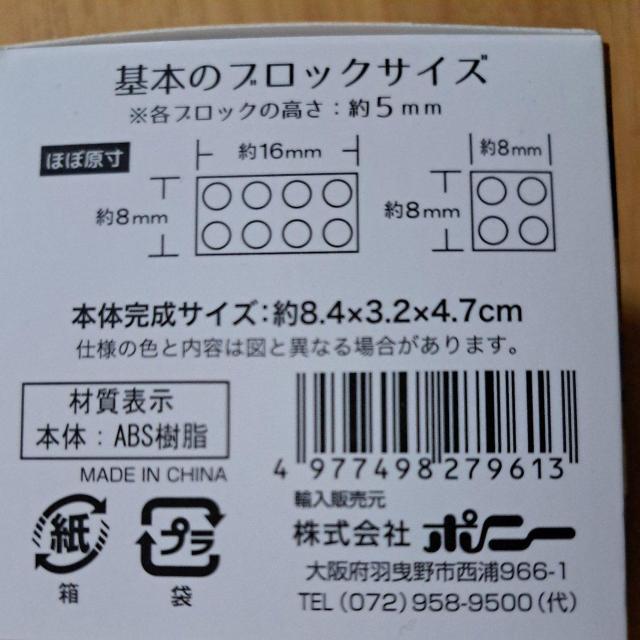 基本のブロックサイズ
※各ブロックの高さ：約5mm
ほぼ原寸
約16mm
約8mm
約8mm
約8mm
本体完成サイズ：約8.4×3.2×4.7cm
仕様の色と内容は図と異なる場合があります。
材質表示
本体：ABS樹脂
MADE IN CHINA
紙
箱
プラ
袋
4 977498 279613
輸入販売元
株式会社 ポニー
大阪府羽曳野市西浦966-1
TEL（072）958-9500（代）